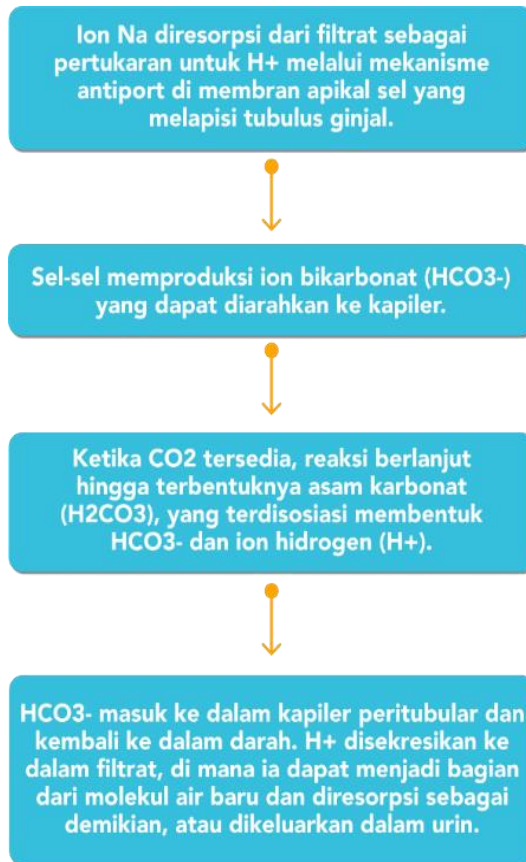 Ion Na diresorpsi dari filtrat sebagai
pertukaran untuk H+ melalui mekanisme
antiport di membran apikal sel yang
melapisi tubulus ginjal.
Sel-sel memproduksi ion bikarbonat (HCO3-)
yang dapat diarahkan ke kapiler.
Ketika CO2 tersedia, reaksi berlanjut
hingga terbentuknya asam karbonat
(H2CO3), yang terdisosiasi membentuk
HCO3- dan ion hidrogen (H+).
HCO3- masuk ke dalam kapiler peritubular dan
kembali ke dalam darah. H+ disekresikan ke
dalam filtrat, di mana ia dapat menjadi bagian
dari molekul air baru dan diresorpsi sebagai
demikian, atau dikeluarkan dalam urin.